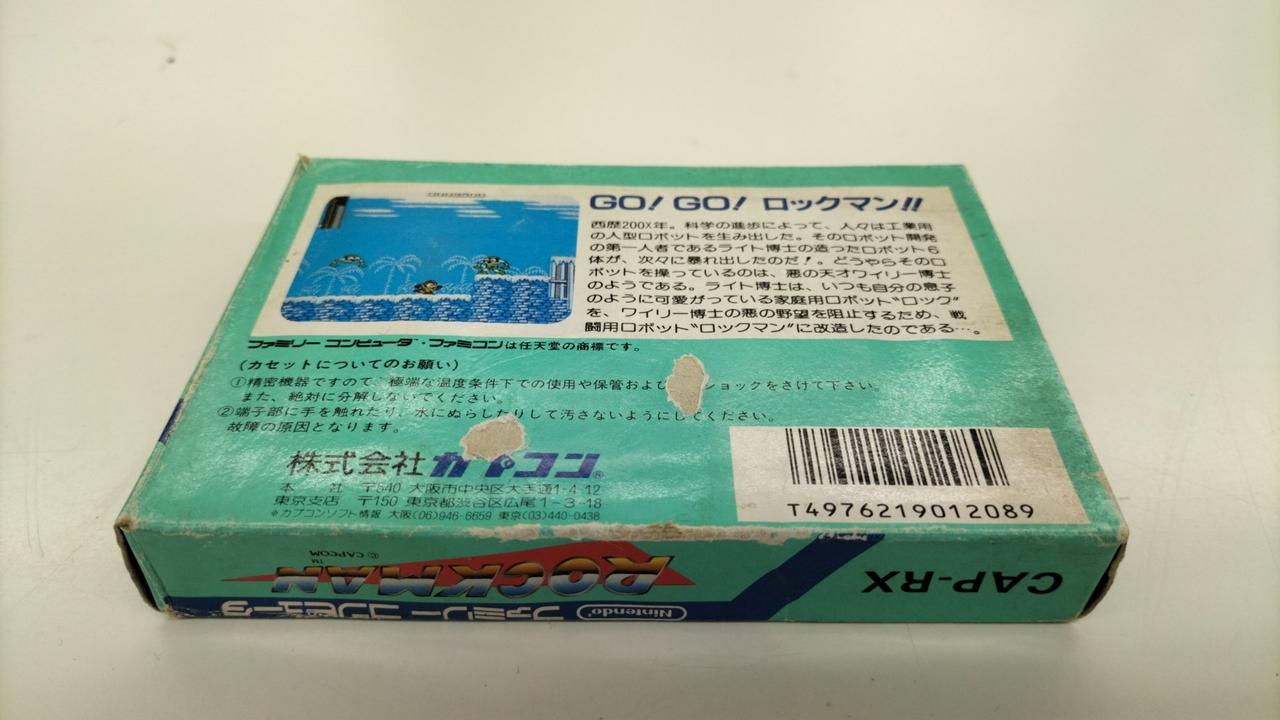 GO! GO! ロックマン!!
西暦200X年。科学の進歩によって、人々は工業用
の人型ロボットを生み出した。そのロボット開発
の第一人者であるライト博士の造ったロボット6
体が、次々に暴れ出したのだ!。どうやらそのロ
ボットを操っているのは、悪の天才ワイリー博士
のようである。ライト博士は、いつも自分の息子
のように可愛がっている家庭用ロボット"ロック"
を、ワイリー博士の悪の野望を阻止するため、戦
闘用ロボット"ロックマン"に改造したのである…。
ファミリーコンピュータ™・ファミコンは任天堂の商標です。
(カセットについてのお願い)
①精密機器ですので、極端な温度条件下での使用や保管および ショックをさけて下さい。
また、絶対に分解しないでください。
②端子部に手を触れたり、水にぬらしたりして汚さないようにしてください。
故障の原因となります。
株式会社カプコン®
本 社 〒540 大阪市中央区大手通1-4-12
東京支店 〒150 東京都渋谷区広尾1-3-18
※カプコンソフト情報 大阪(06)946-6659 東京(03)440-0438
T4976219012089
CAP-RX
ROCKMAN™
© CAPCOM
Nintendo® ファミリーコンピュータ